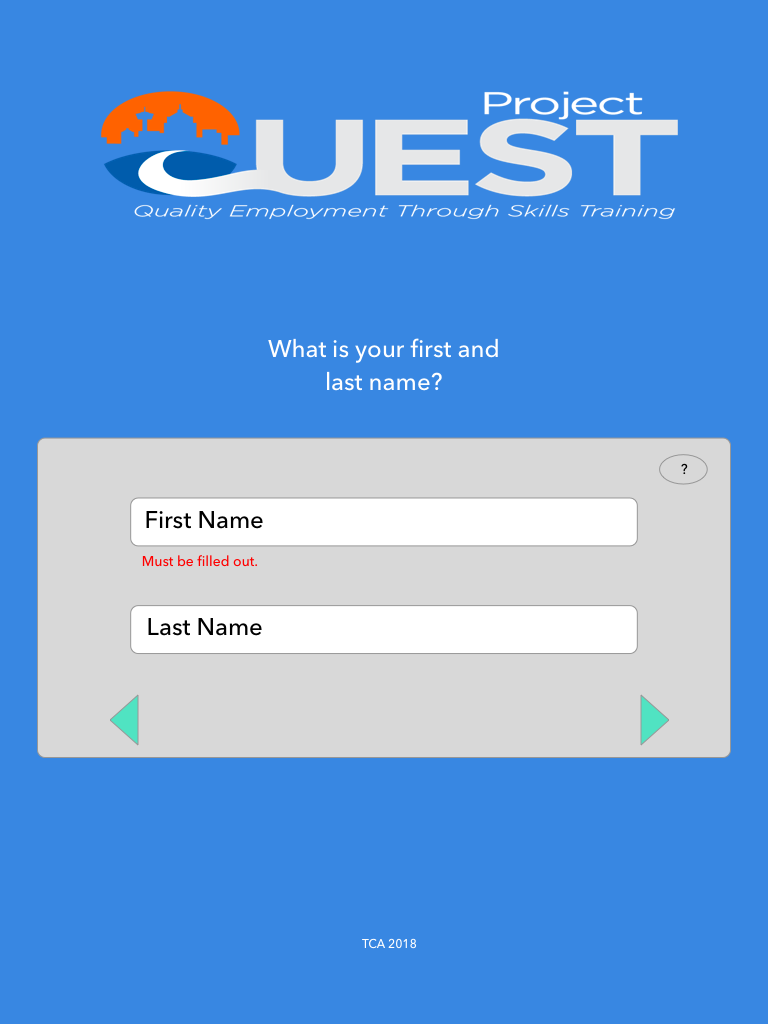 Project
QUEST
Quality Employment Through Skills Training
What is your first and
last name?
?
First Name
Must be filled out.
Last Name
TCA 2018